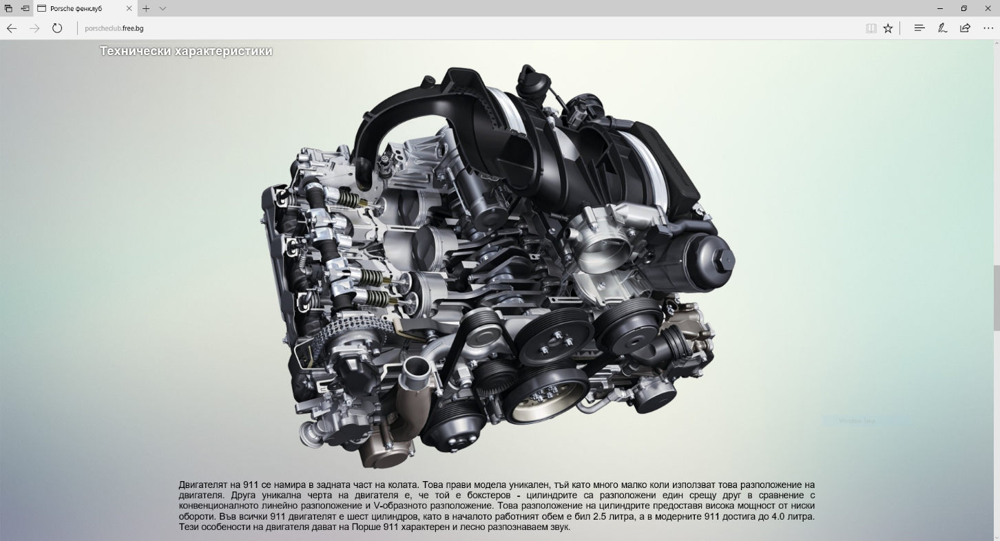 Porsche фенклуб
porscheclub.free.bg
Технически характеристики
Window Snip
Двигателят на 911 се намира в задната част на колата. Това прави модела уникален, тъй като много малко коли използват това разположение на
двигателя. Друга уникална черта на двигателя е, че той е бокстеров - цилиндрите са разположени един срещу друг в сравнение с
конвенционалното линейно разположение и V-образното разположение. Това разположение на цилиндрите предоставя висока мощност от ниски
обороти. Във всички 911 двигателят е шест цилиндров, като в началото работният обем е бил 2.5 литра, а в модерните 911 достига до 4.0 литра.
Тези особености на двигателя дават на Порше 911 характерен и лесно разпознаваем звук.